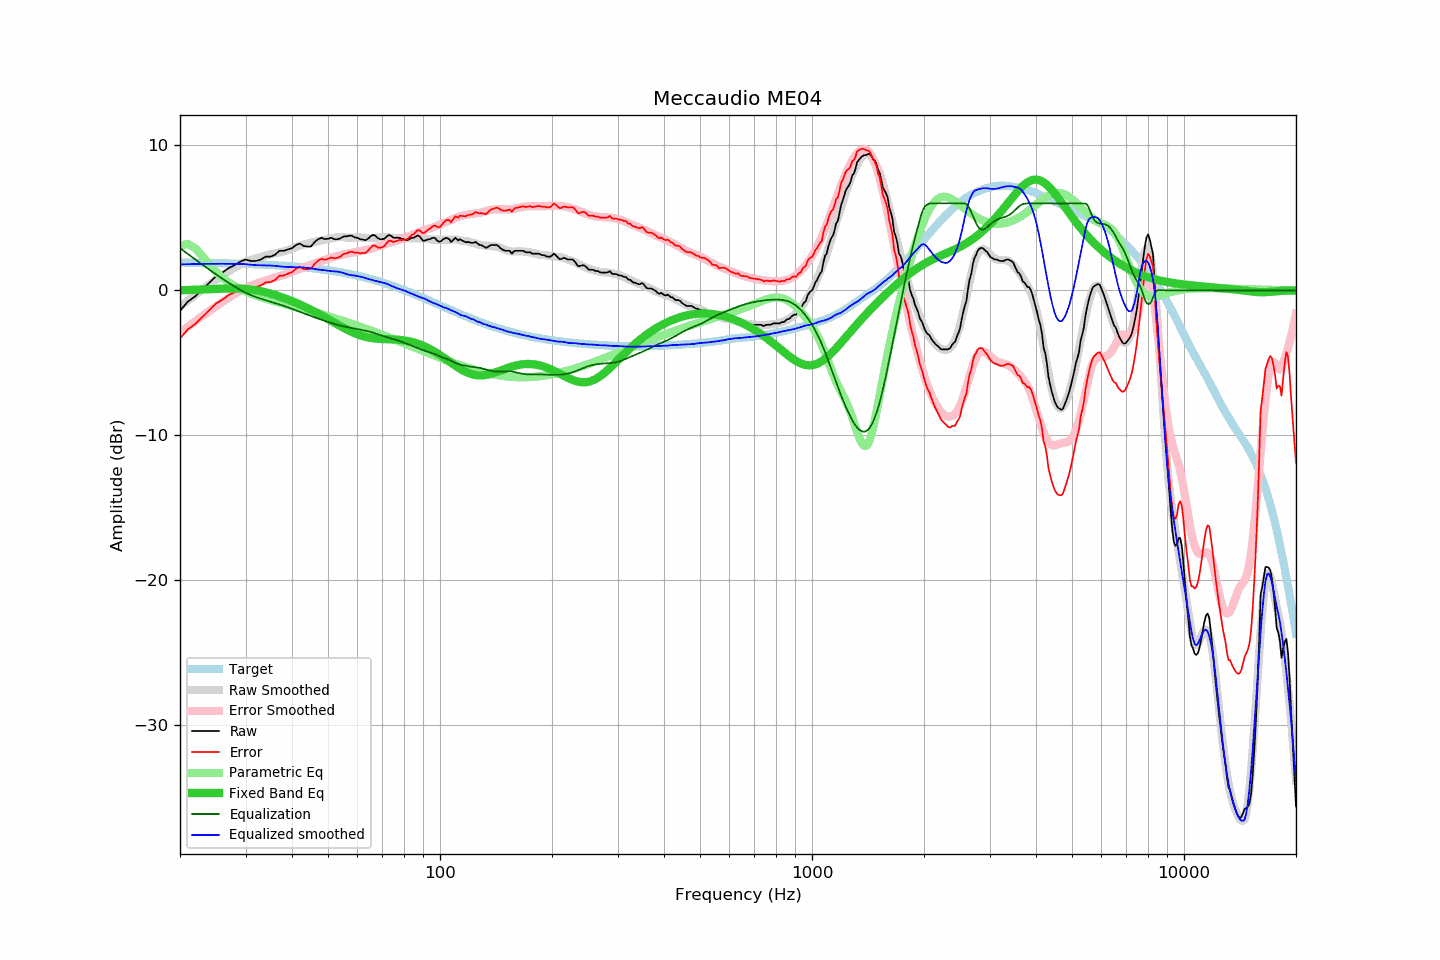 Meccaudio ME04
10
0
−10
−20
−30
Amplitude (dBr)
Target
Raw Smoothed
Error Smoothed
Raw
Error
Parametric Eq
Fixed Band Eq
Equalization
Equalized smoothed
100
1000
10000
Frequency (Hz)